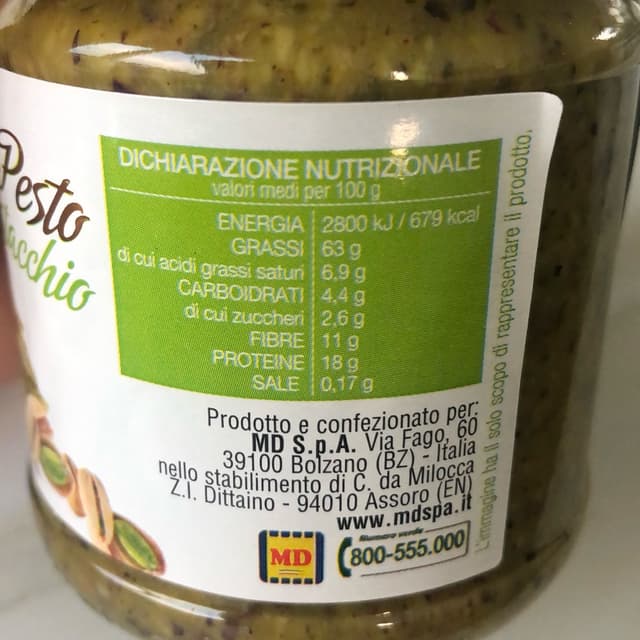 Pesto
Pistacchio
DICHIARAZIONE NUTRIZIONALE
valori medi per 100 g
ENERGIA 2800 kJ / 679 kcal
GRASSI 63 g
di cui acidi grassi saturi 6,9 g
CARBOIDRATI 4,4 g
di cui zuccheri 2,6 g
FIBRE 11 g
PROTEINE 18 g
SALE 0,17 g
Prodotto e confezionato per:
MD S.p.A. Via Fago, 60
39100 Bolzano (BZ) - Italia
nello stabilimento di C. da Milocca
Z.I. Dittaino - 94010 Assoro (EN)
www.mdspa.it
MD
Numero verde
800-555.000
L'immagine ha il solo scopo di rappresentare il prodotto.